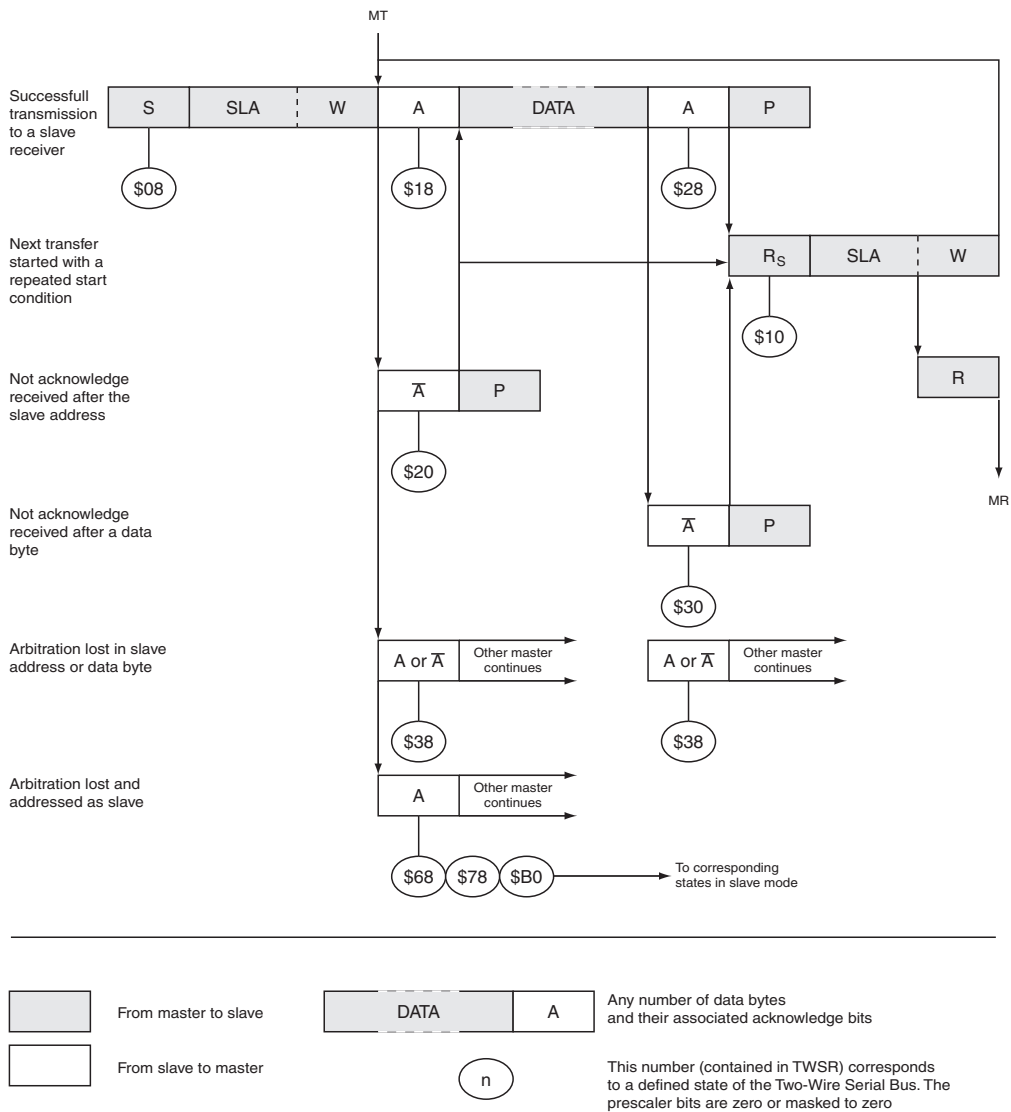 MT
Successfull
transmission
to a slave
receiver
S SLA W A DATA A P
$08 $18 $28
Next transfer
started with a
repeated start
condition
RS SLA W
$10
Not acknowledge
received after the
slave address
A̅ P
R
$20
MR
Not acknowledge
received after a data
byte
A̅ P
$30
Arbitration lost in slave
address or data byte
A or A̅ Other master
continues
A or A̅ Other master
continues
$38 $38
Arbitration lost and
addressed as slave
A Other master
continues
$68 $78 $B0
To corresponding
states in slave mode
From master to slave
DATA A
Any number of data bytes
and their associated acknowledge bits
From slave to master
n
This number (contained in TWSR) corresponds
to a defined state of the Two-Wire Serial Bus. The
prescaler bits are zero or masked to zero